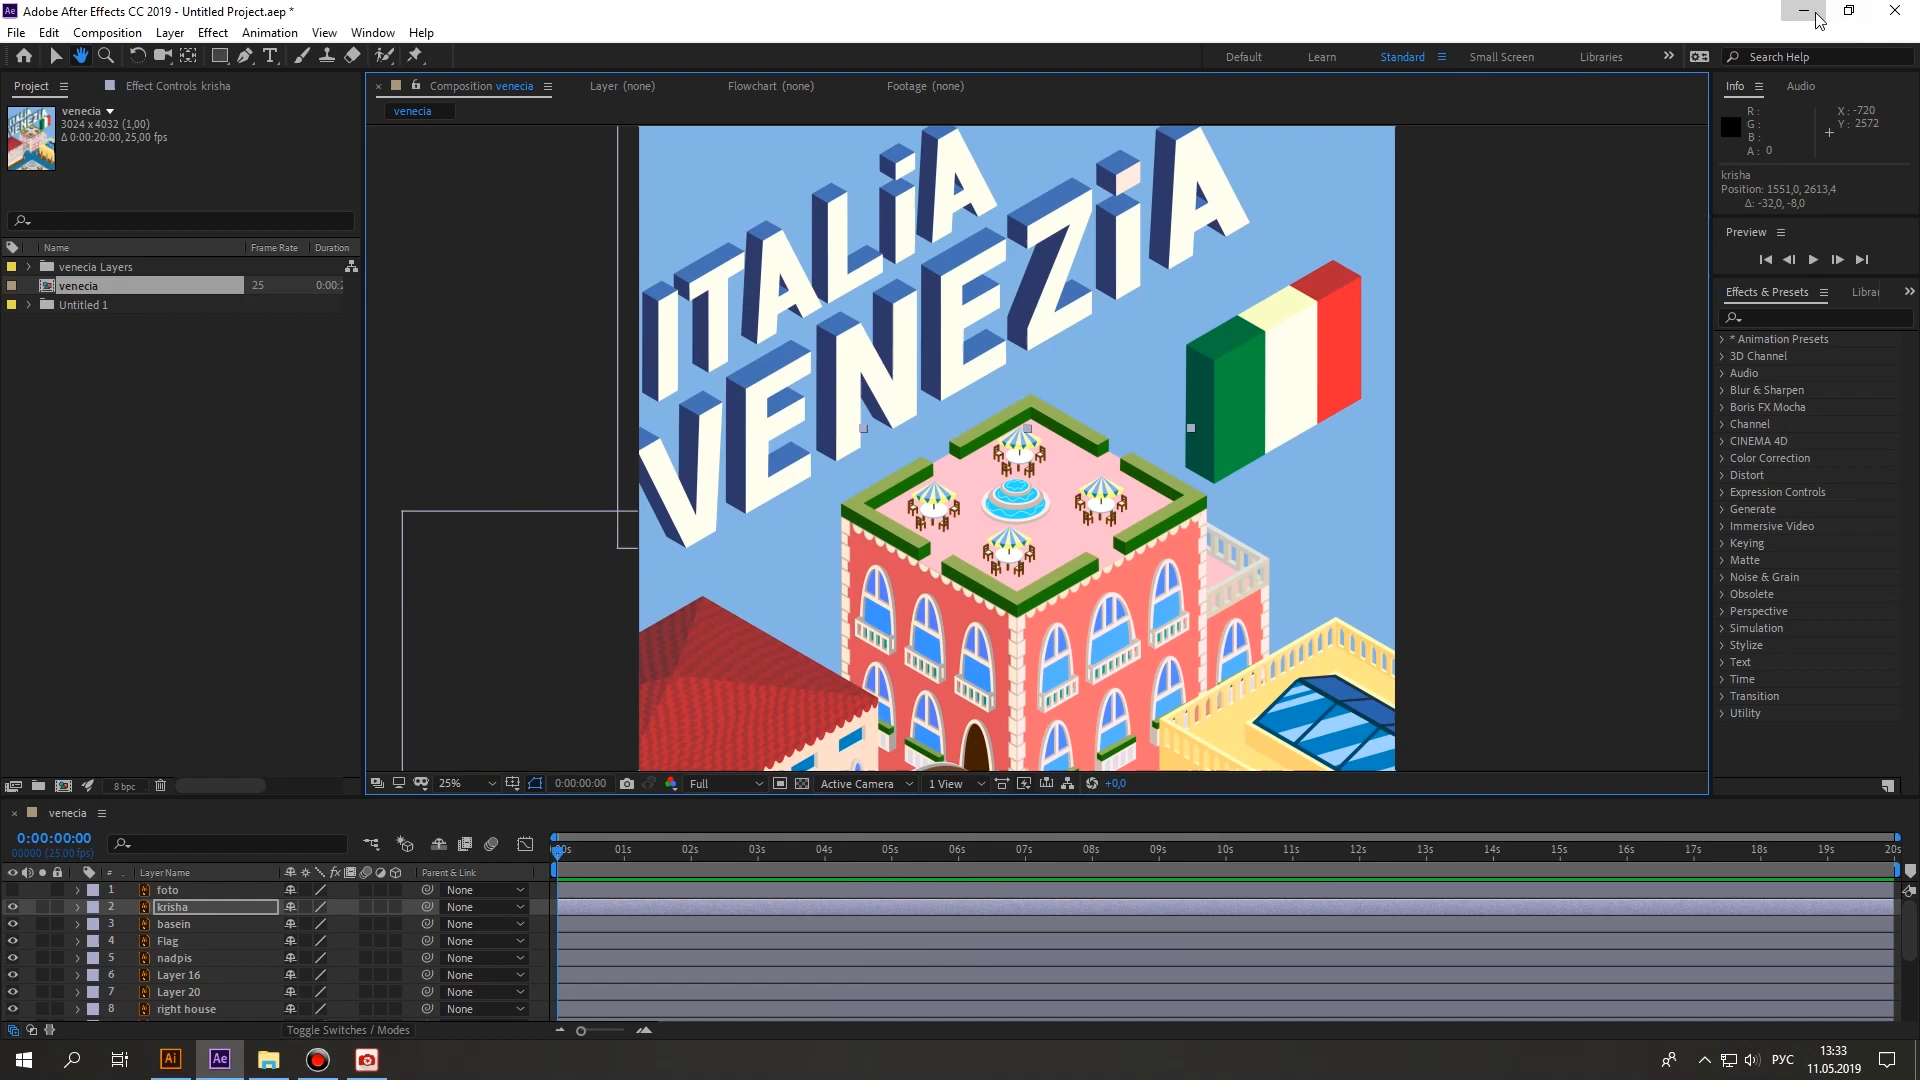 Adobe After Effects CC 2019 - Untitled Project.aep *
File Edit Composition Layer Effect Animation View Window Help
Default Learn Standard Small Screen Libraries Search Help
Project Effect Controls krisha
venecia
3024 x 4032 (1,00)
Δ 0:00:20:00, 25,00 fps
Name Frame Rate Duration
venecia Layers
venecia 25 0:00:2
Untitled 1
8 bpc
Composition venecia Layer (none) Flowchart (none) Footage (none)
venecia
ITALIA
VENEZIA
25% 0:00:00:00 Full Active Camera 1 View +0,0
Info Audio
R :
G :
B :
A : 0
X : -720
Y : 2572
krisha
Position: 1551,0, 2613,4
Δ: -32,0, -8,0
Preview
Effects & Presets Librar
* Animation Presets
3D Channel
Audio
Blur & Sharpen
Boris FX Mocha
Channel
CINEMA 4D
Color Correction
Distort
Expression Controls
Generate
Immersive Video
Keying
Matte
Noise & Grain
Obsolete
Perspective
Simulation
Stylize
Text
Time
Transition
Utility
venecia
0:00:00:00
00000 (25.00 fps)
00s 01s 02s 03s 04s 05s 06s 07s 08s 09s 10s 11s 12s 13s 14s 15s 16s 17s 18s 19s 20s
# Layer Name Parent & Link
1 foto None
2 krisha None
3 basein None
4 Flag None
5 nadpis None
6 Layer 16 None
7 Layer 20 None
8 right house None
Toggle Switches / Modes
Ai Ae
РУС
13:33
11.05.2019